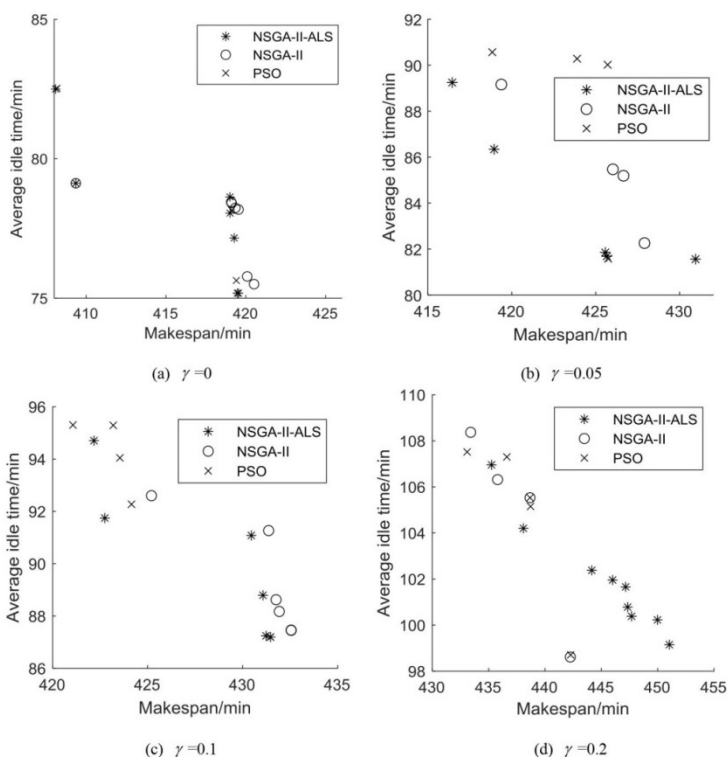 85
80
75
Average idle time/min
NSGA-II-ALS
NSGA-II
PSO
410 415 420 425
Makespan/min
(a) γ =0
92
90
88
86
84
82
80
Average idle time/min
NSGA-II-ALS
NSGA-II
PSO
415 420 425 430
Makespan/min
(b) γ =0.05
96
94
92
90
88
86
Average idle time/min
NSGA-II-ALS
NSGA-II
PSO
420 425 430 435
Makespan/min
(c) γ =0.1
110
108
106
104
102
100
98
Average idle time/min
NSGA-II-ALS
NSGA-II
PSO
430 435 440 445 450 455
Makespan/min
(d) γ =0.2